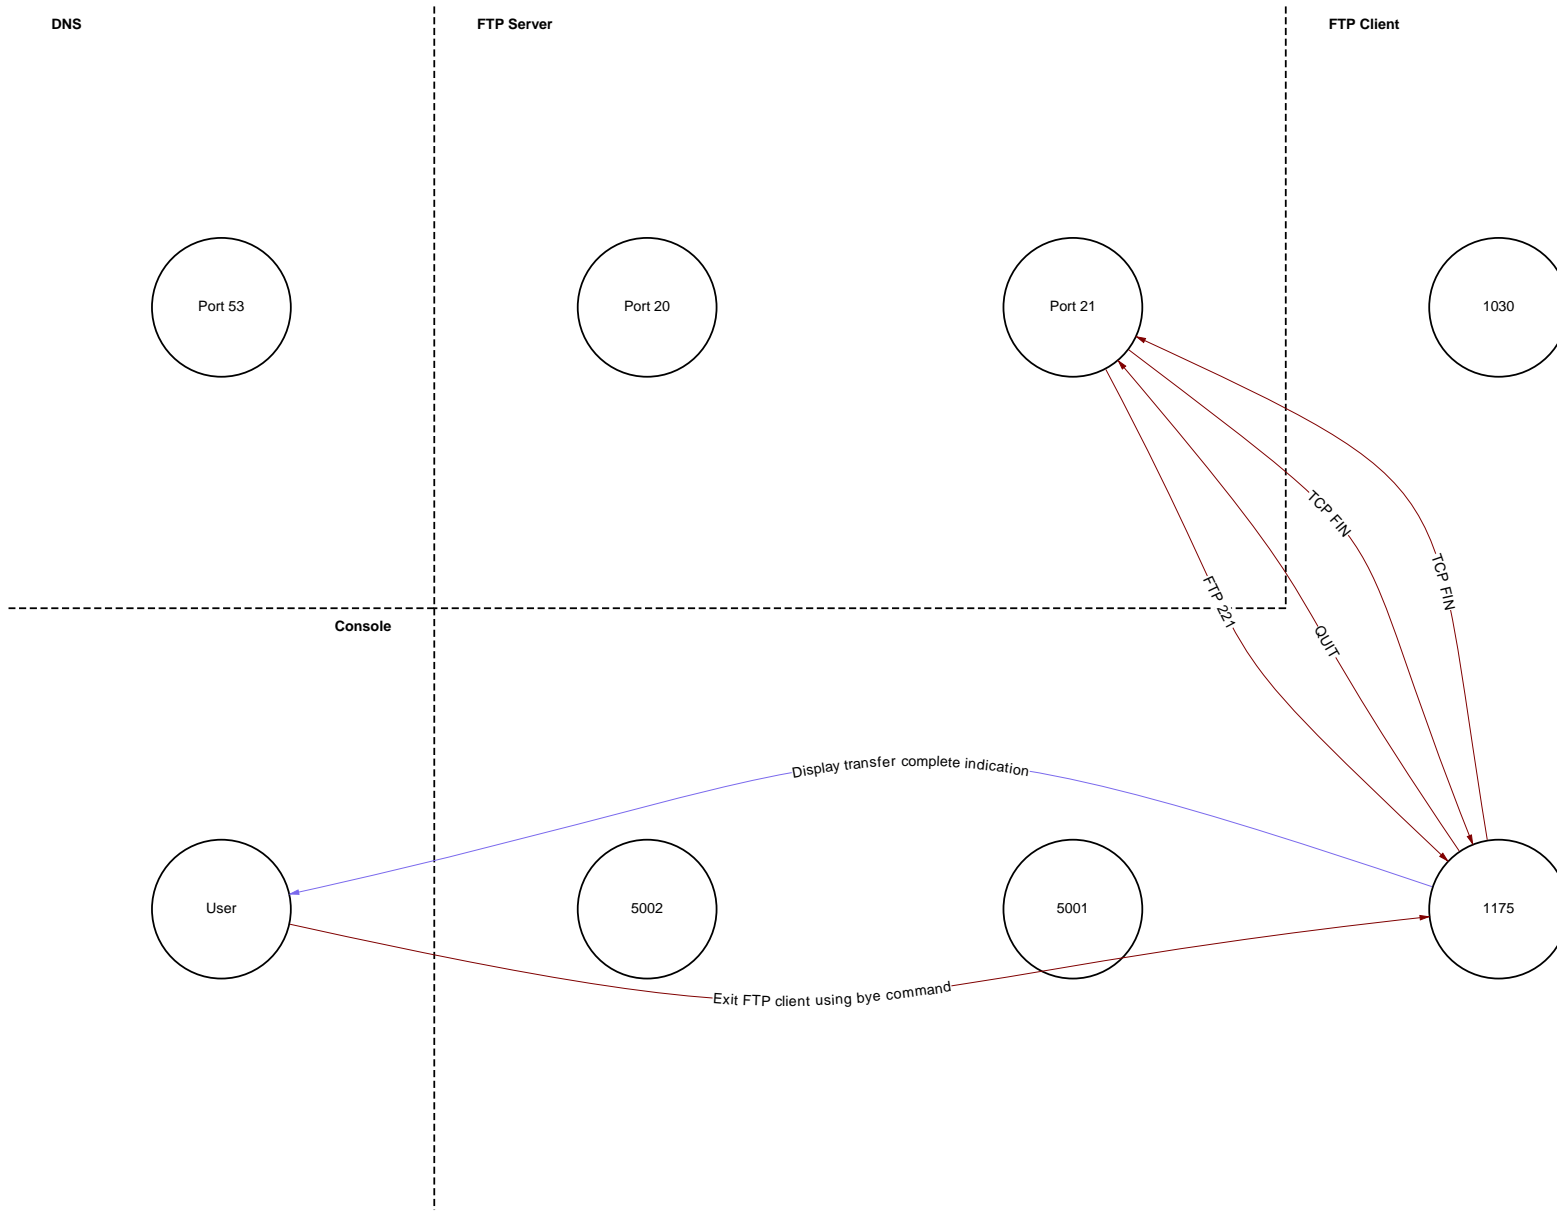 DNS
FTP Server
FTP Client
Port 53
Port 20
Port 21
1030
TCP FIN
TCP FIN
FTP 221
QUIT
Console
Display transfer complete indication
User
5002
5001
1175
Exit FTP client using bye command